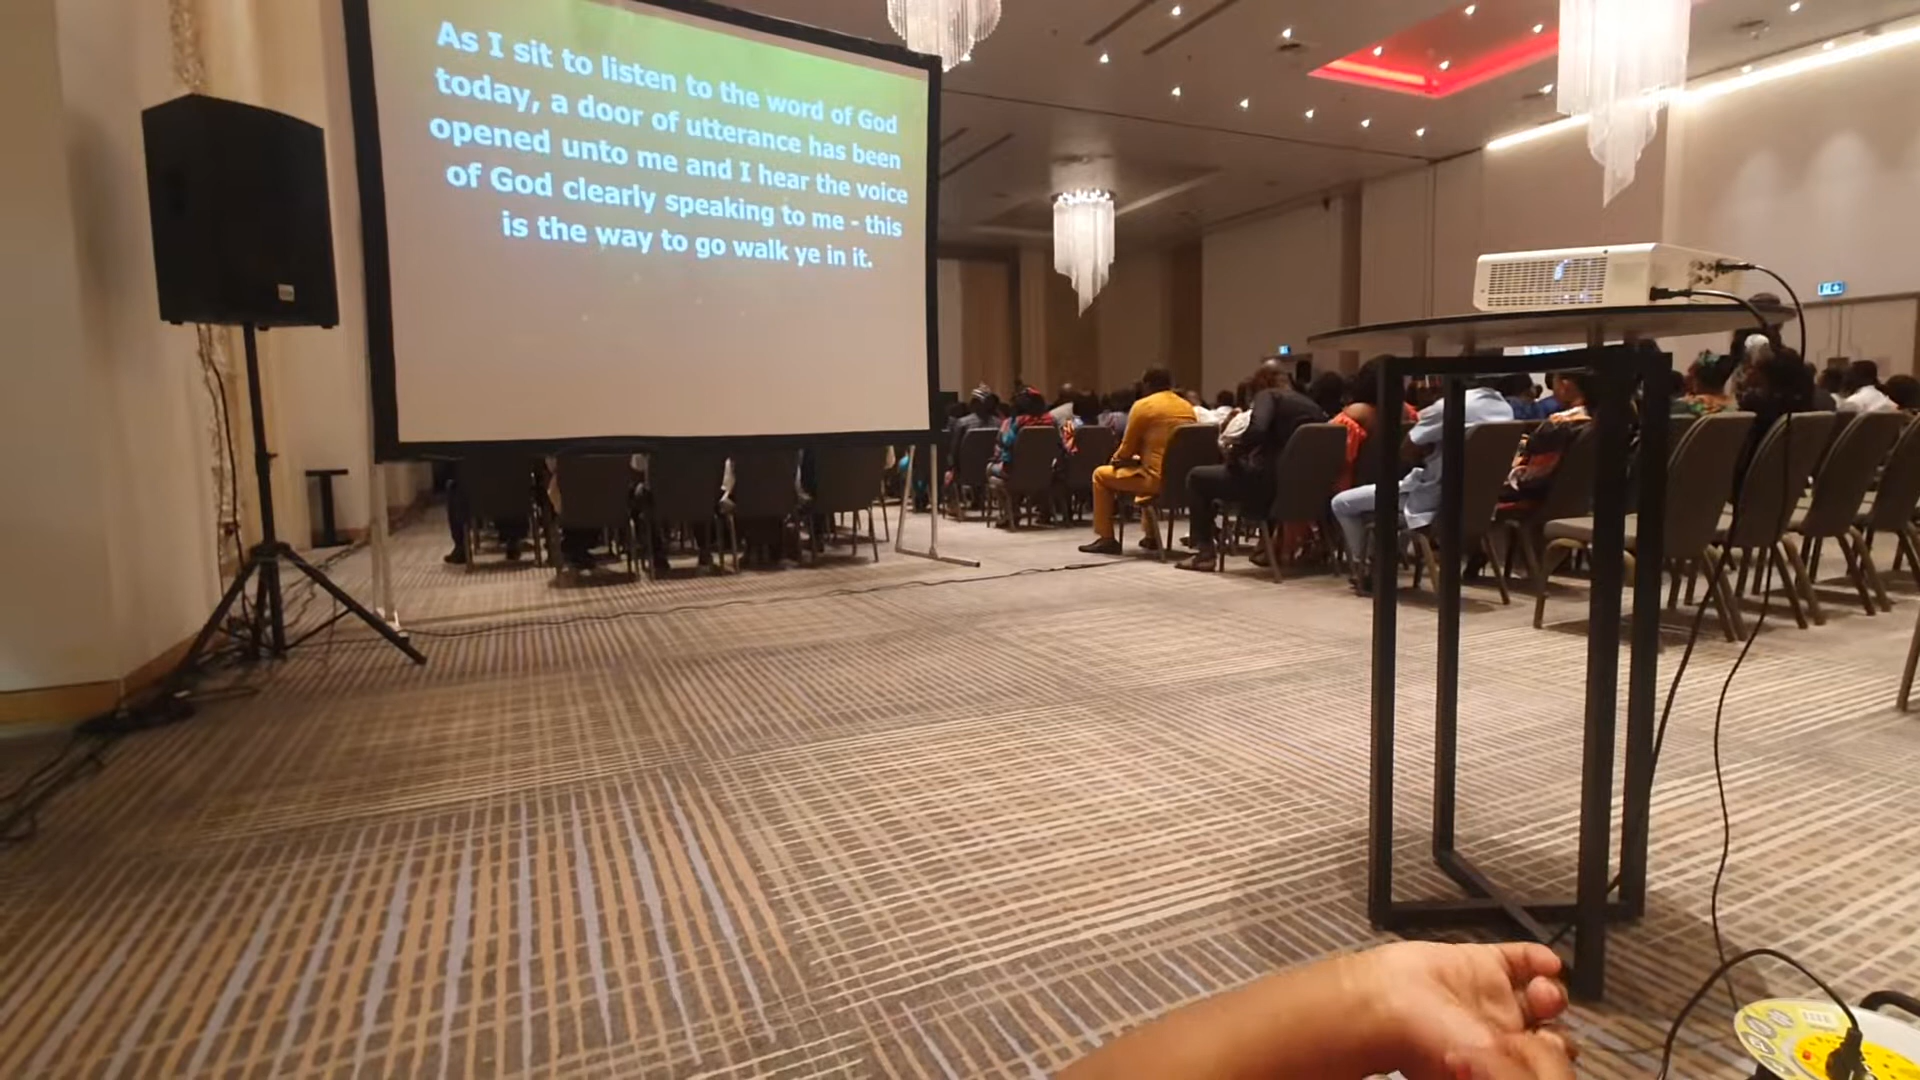 As I sit to listen to the word of God
today, a door of utterance has been
opened unto me and I hear the voice
of God clearly speaking to me - this
is the way to go walk ye in it.